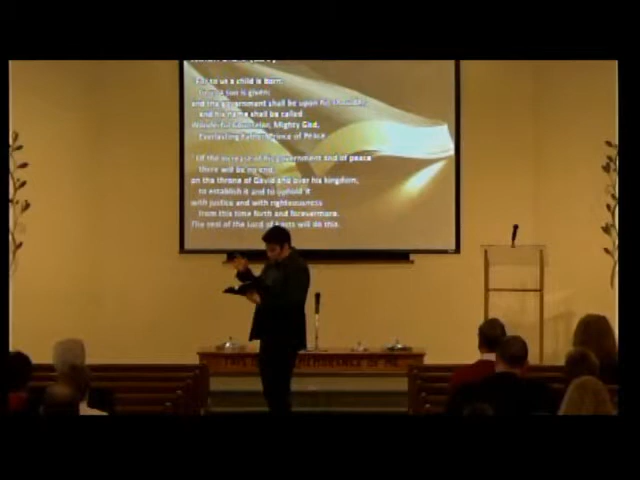 For to us a child is born,
to us a son is given;
and the government shall be upon his shoulder,
and his name shall be called
Wonderful Counselor, Mighty God,
Everlasting Father, Prince of Peace.
Of the increase of his government and of peace
there will be no end,
on the throne of David and over his kingdom,
to establish it and to uphold it
with justice and with righteousness
from this time forth and forevermore.
The zeal of the Lord of hosts will do this.
THIS REMEMBRANCE OF ME